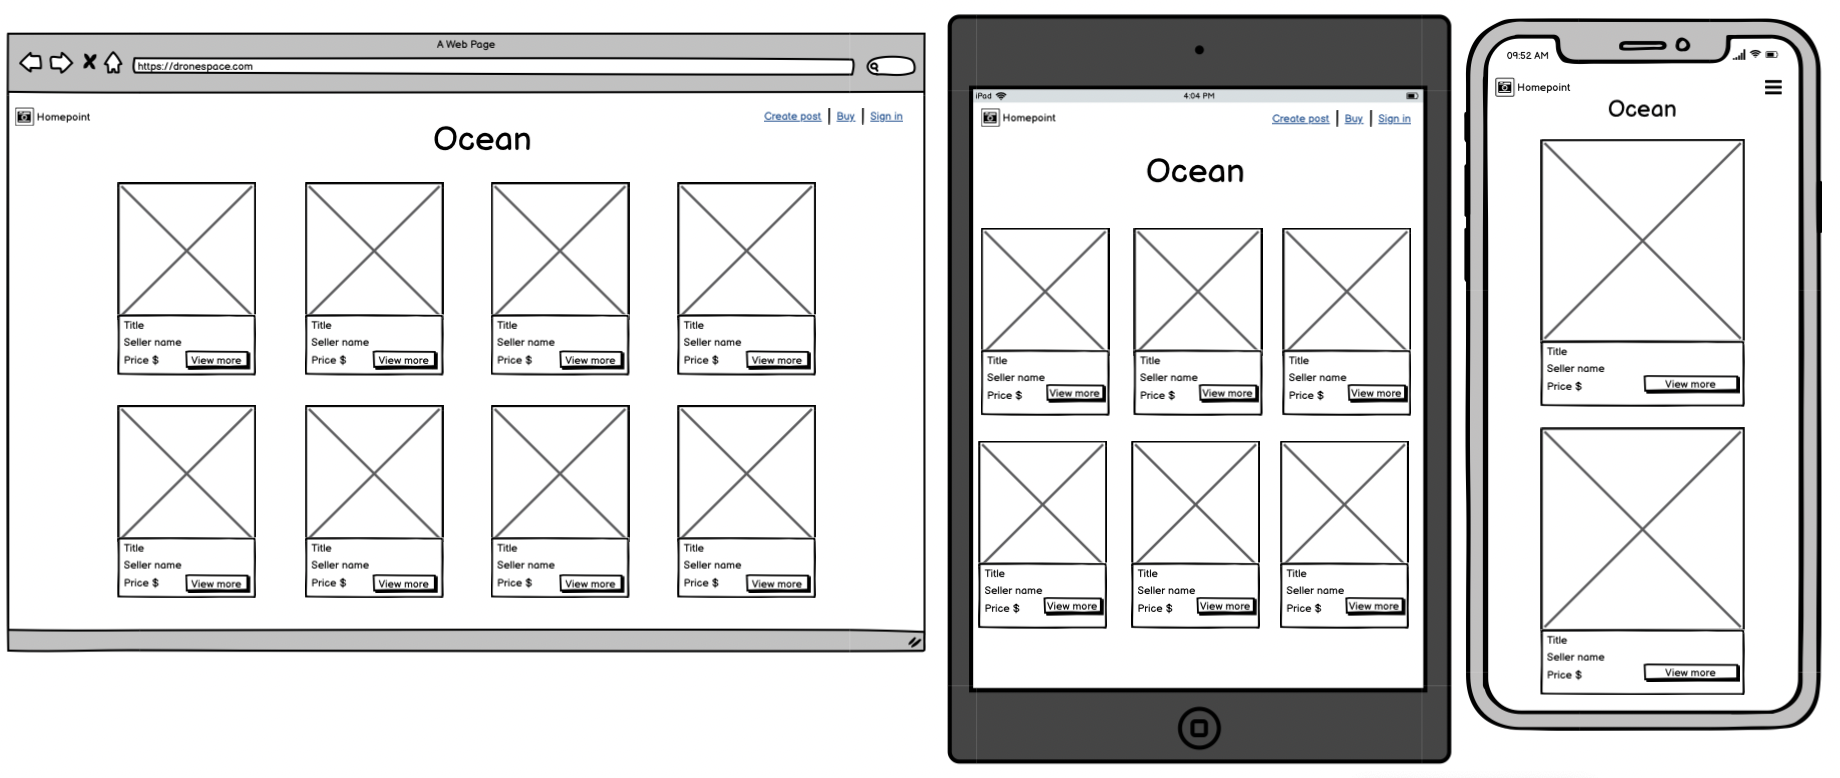 A Web Page
https://dronespace.com
Homepoint
Create post | Buy | Sign in
Ocean
Title
Seller name
Price $ View more
Title
Seller name
Price $ View more
Title
Seller name
Price $ View more
Title
Seller name
Price $ View more
Title
Seller name
Price $ View more
Title
Seller name
Price $ View more
Title
Seller name
Price $ View more
Title
Seller name
Price $ View more
iPad 4:04 PM
Homepoint
Create post | Buy | Sign in
Ocean
Title
Seller name
Price $ View more
Title
Seller name
Price $ View more
Title
Seller name
Price $ View more
Title
Seller name
Price $ View more
Title
Seller name
Price $ View more
Title
Seller name
Price $ View more
09:52 AM
Homepoint
Ocean
Title
Seller name
Price $ View more
Title
Seller name
Price $ View more